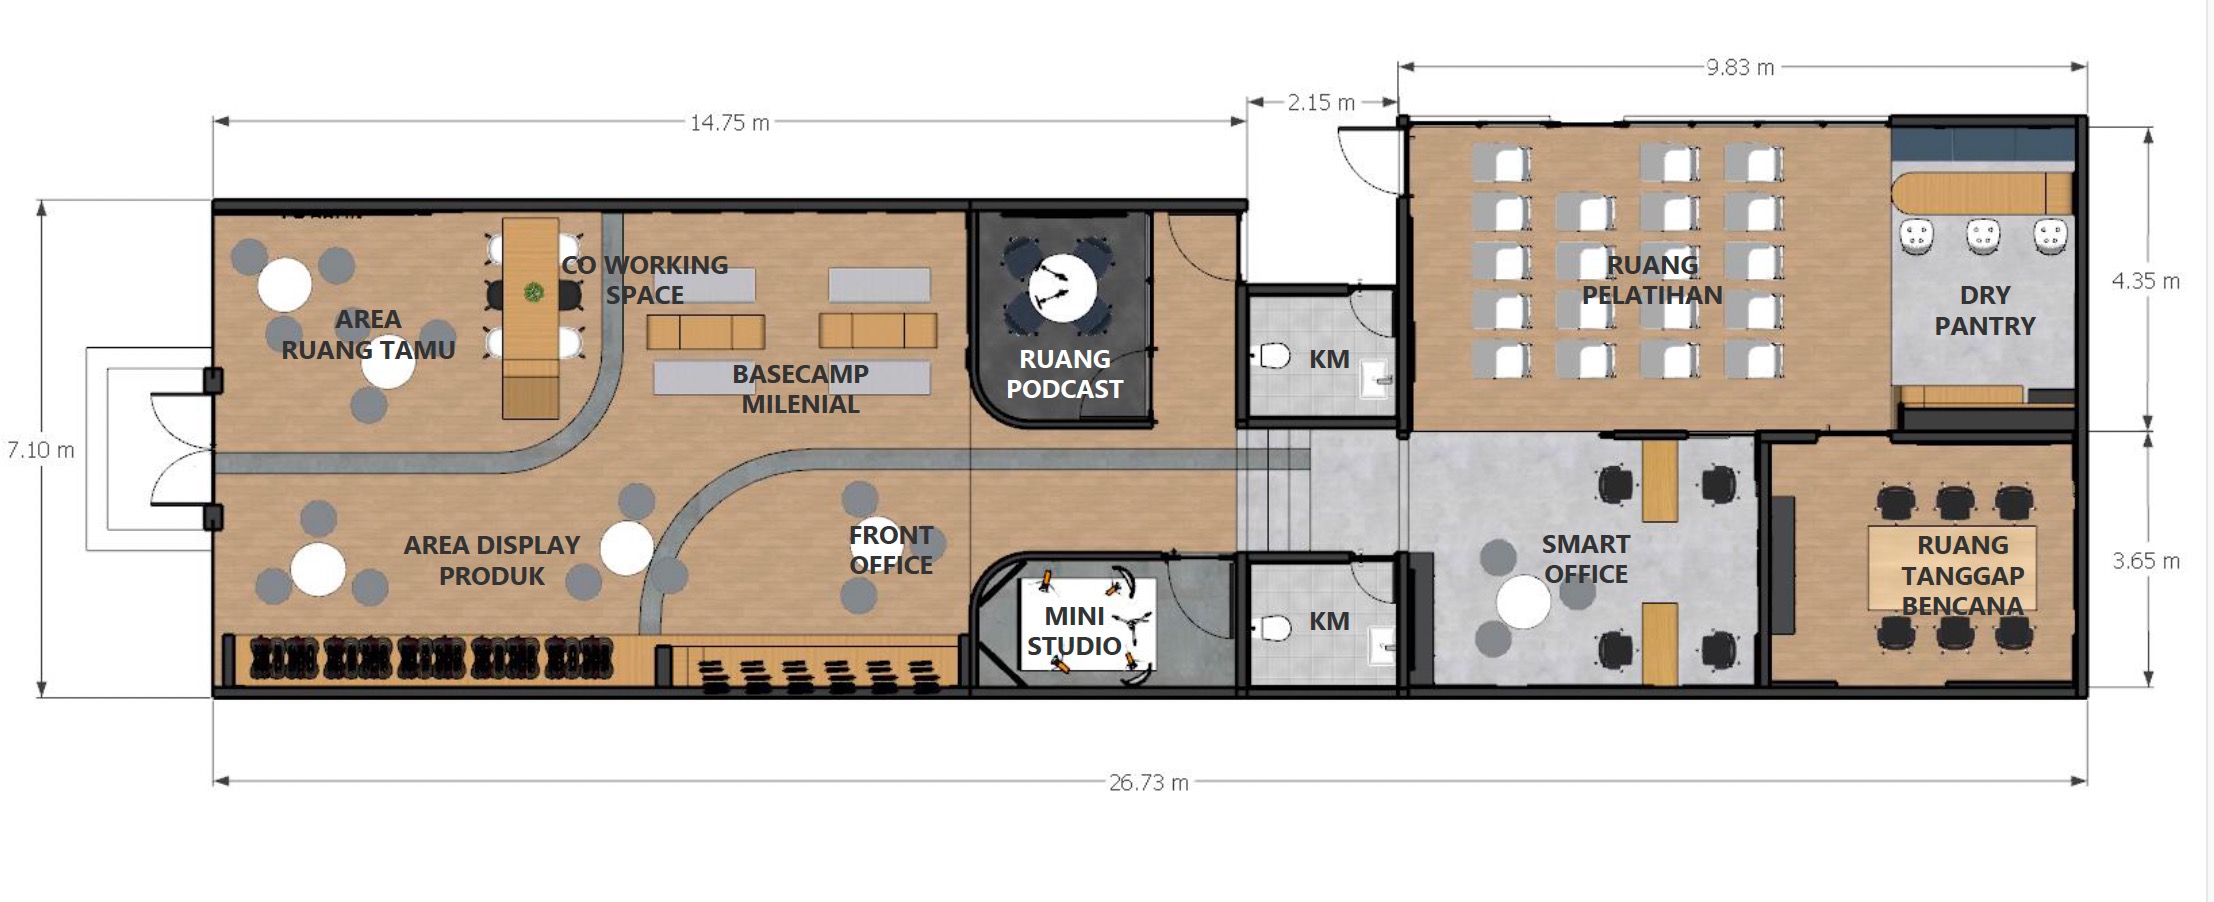 9.83 m
2.15 m
14.75 m
CO WORKING
SPACE
AREA
RUANG TAMU
BASECAMP
MILENIAL
RUANG
PODCAST
KM
RUANG
PELATIHAN
DRY
PANTRY
4.35 m
7.10 m
AREA DISPLAY
PRODUK
FRONT
OFFICE
MINI
STUDIO
KM
SMART
OFFICE
RUANG
TANGGAP
BENCANA
3.65 m
26.73 m